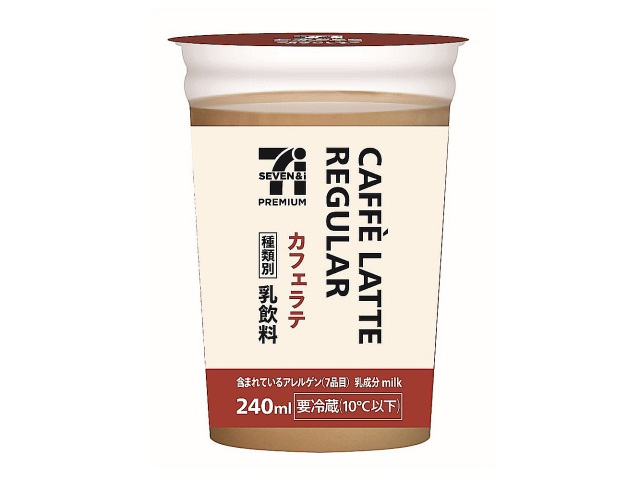 CAFFÈ LATTE
REGULAR
SEVEN&i
PREMIUM
カフェラテ
種類別 乳飲料
含まれているアレルゲン(7品目) 乳成分 milk
240ml 要冷蔵(10℃以下)